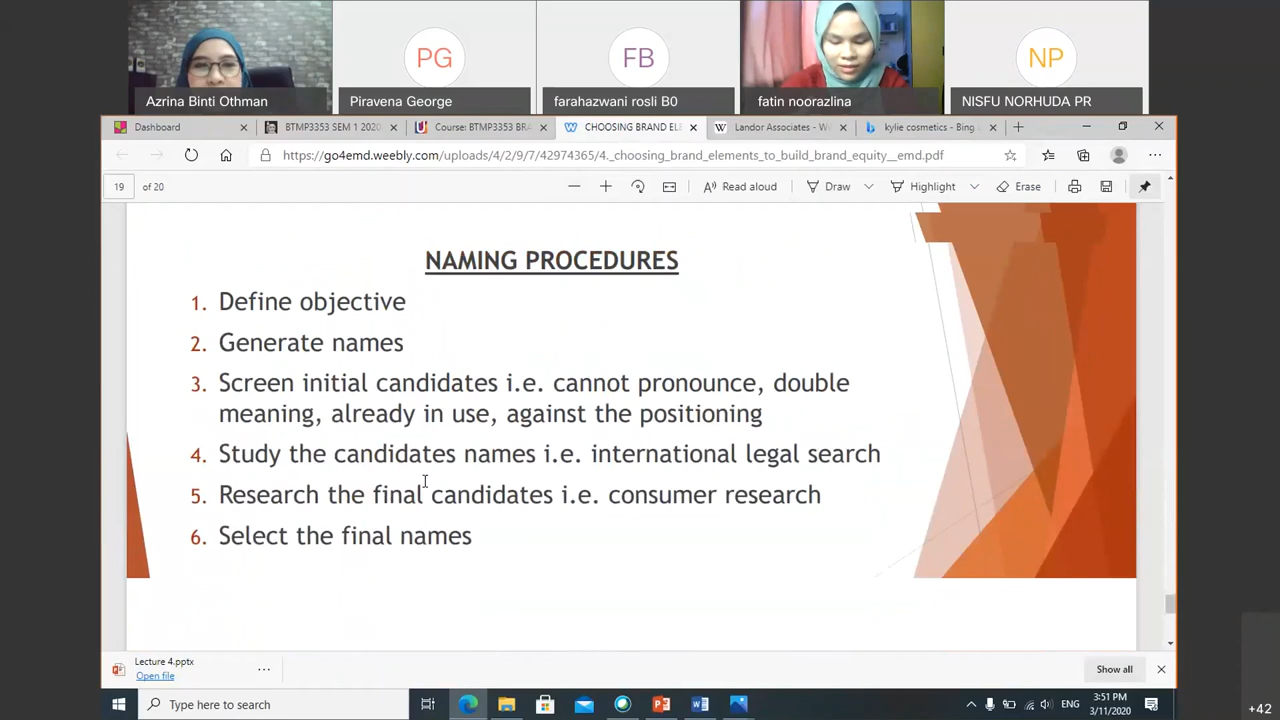 PG
FB
NP
Azrina Binti Othman
Piravena George
farahazwani rosli B0
fatin noorazlina
NISFU NORHUDA PR
Dashboard
BTMP3353 SEM 1 2020
Course: BTMP3353 BRA
CHOOSING BRAND ELE
Landor Associates - Wi
kylie cosmetics - Bing
https://go4emd.weebly.com/uploads/4/2/9/7/42974365/4._choosing_brand_elements_to_build_brand_equity__emd.pdf
19 of 20
Read aloud
Draw
Highlight
Erase
NAMING PROCEDURES
1. Define objective
2. Generate names
3. Screen initial candidates i.e. cannot pronounce, double
meaning, already in use, against the positioning
4. Study the candidates names i.e. international legal search
5. Research the final candidates i.e. consumer research
6. Select the final names
Lecture 4.pptx
Open file
Show all
Type here to search
ENG
3:51 PM
3/11/2020
+42